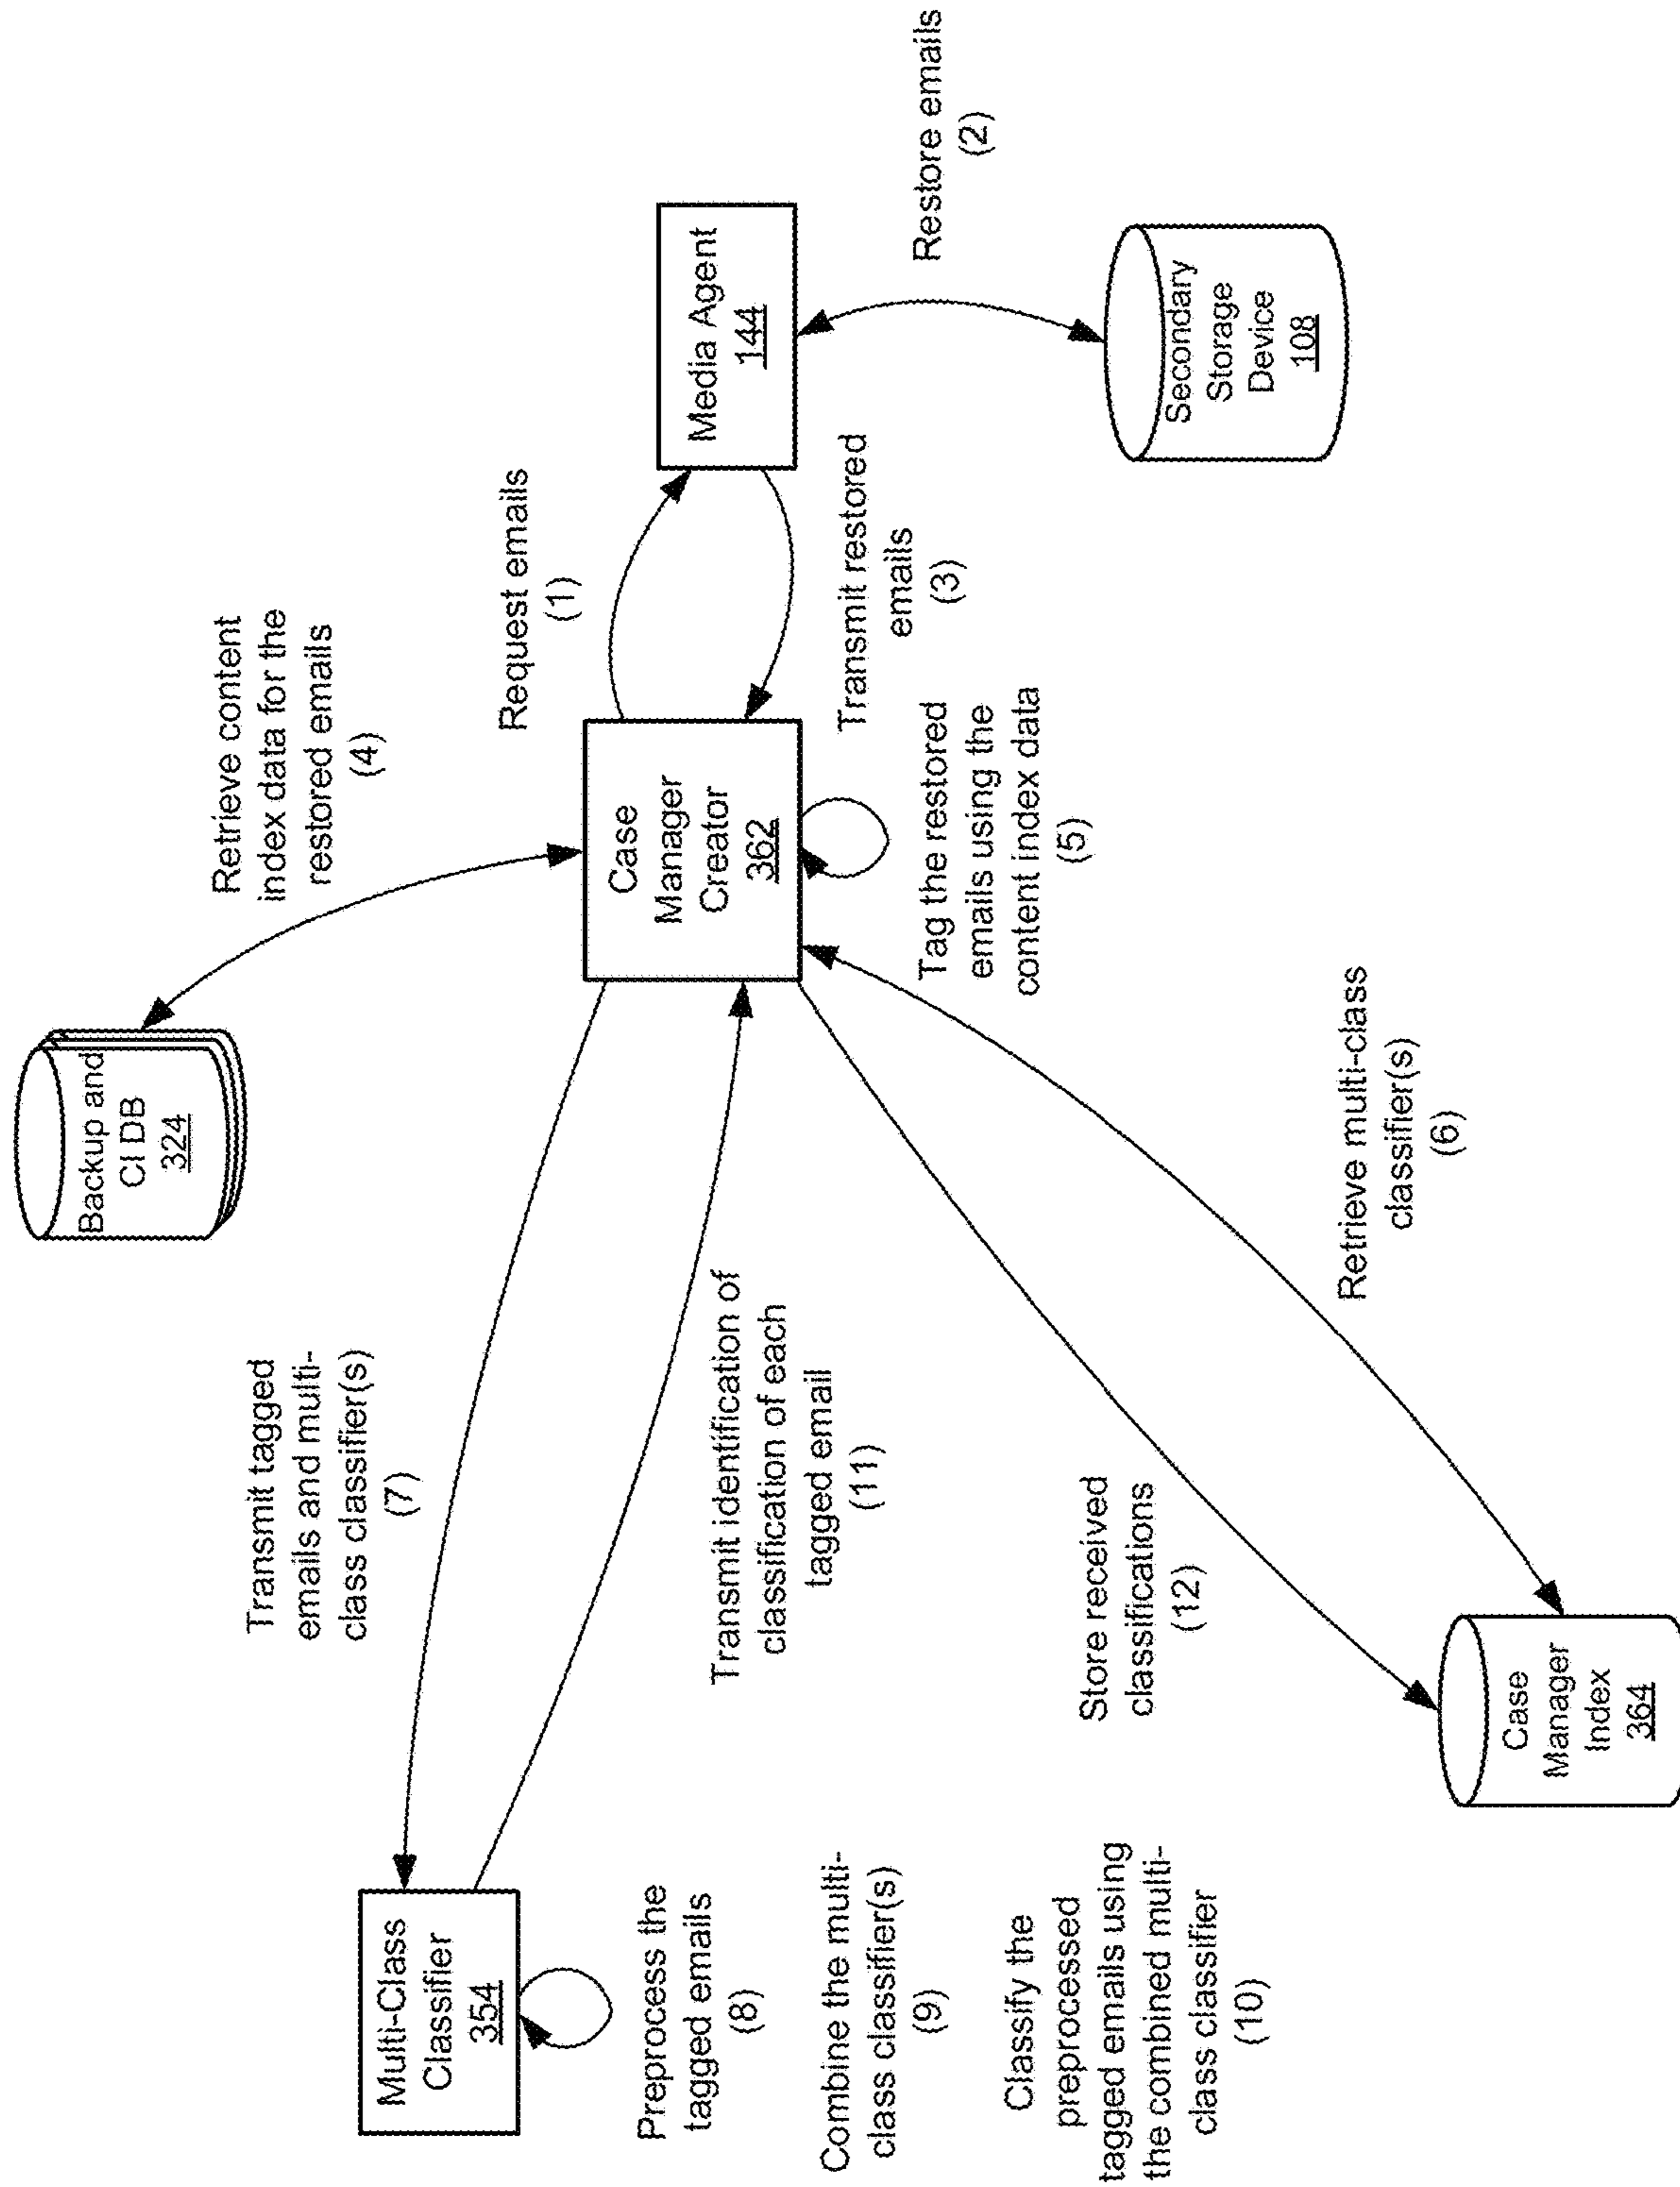 Multi-Class
Classifier
354
Preprocess the
tagged emails
(8)
Combine the multi-
class classifier(s)
(9)
Classify the
preprocessed
tagged emails using
the combined multi-
class classifier
(10)
Transmit tagged
emails and multi-
class classifier(s)
(7)
Transmit identification of
classification of each
tagged email
(11)
Store received
classifications
(12)
Case
Manager
Index
364
Backup and
CI DB
324
Retrieve content
index data for the
restored emails
(4)
Case
Manager
Creator
362
Tag the restored
emails using the
content index data
(5)
Retrieve multi-class
classifier(s)
(6)
Request emails
(1)
Transmit restored
emails
(3)
Media Agent
144
Restore emails
(2)
Secondary
Storage
Device
108